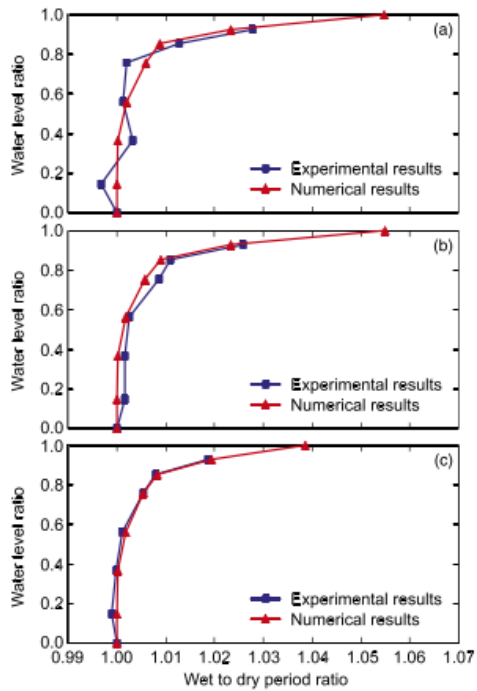 1.0
(a)
0.8
0.6
0.4
0.2
0.0
Water level ratio
Experimental results
Numerical results
1.0
(b)
0.8
0.6
0.4
0.2
0.0
Water level ratio
Experimental results
Numerical results
1.0
(c)
0.8
0.6
0.4
0.2
0.0
Water level ratio
Experimental results
Numerical results
0.99 1.00 1.01 1.02 1.03 1.04 1.05 1.06 1.07
Wet to dry period ratio